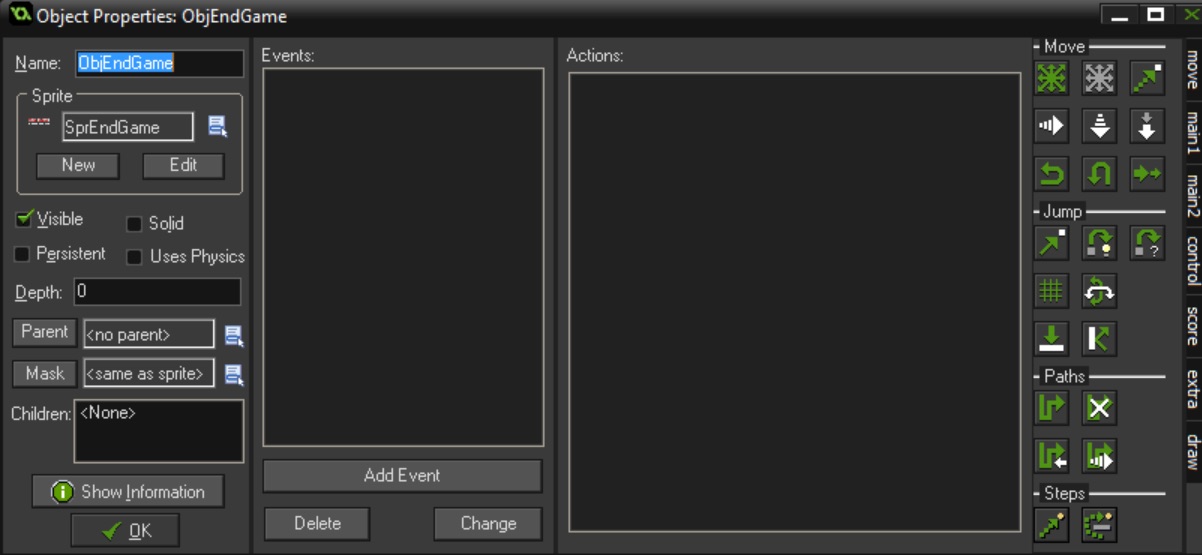 Object Properties: ObjEndGame
Name: ObjEndGame
Sprite
SprEndGame
New Edit
Visible Solid
Persistent Uses Physics
Depth: 0
Parent <no parent>
Mask <same as sprite>
Children: <None>
Show Information
OK
Events:
Add Event
Delete Change
Actions:
Move
Jump
Paths
Steps
move
main1
main2
control
score
extra
draw